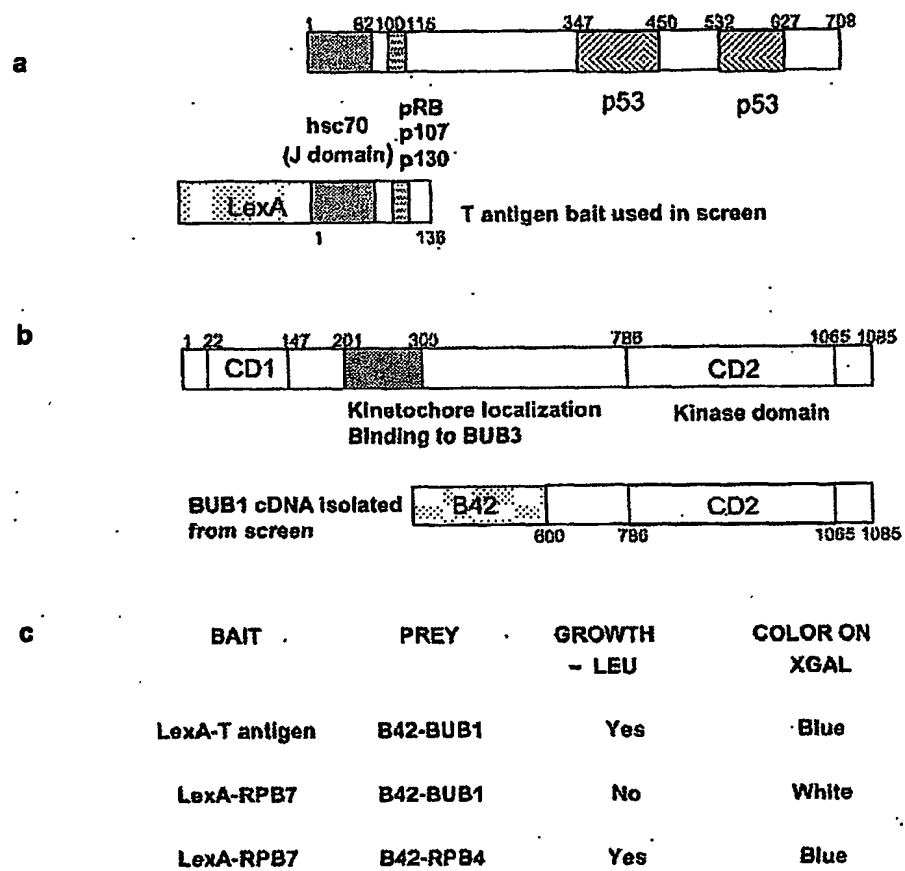 a
1 82 100 116 347 450 532 627 708
p53 p53
hsc70
(J domain)
pRB
p107
p130
LexA
T antigen bait used in screen
1 136
b
1 22 147 201 300 786 1065 1085
CD1 CD2
Kinetochore localization
Binding to BUB3
Kinase domain
BUB1 cDNA isolated
from screen
B42 CD2
600 786 1065 1085
c
BAIT PREY GROWTH COLOR ON
– LEU XGAL
LexA-T antigen B42-BUB1 Yes Blue
LexA-RPB7 B42-BUB1 No White
LexA-RPB7 B42-RPB4 Yes Blue